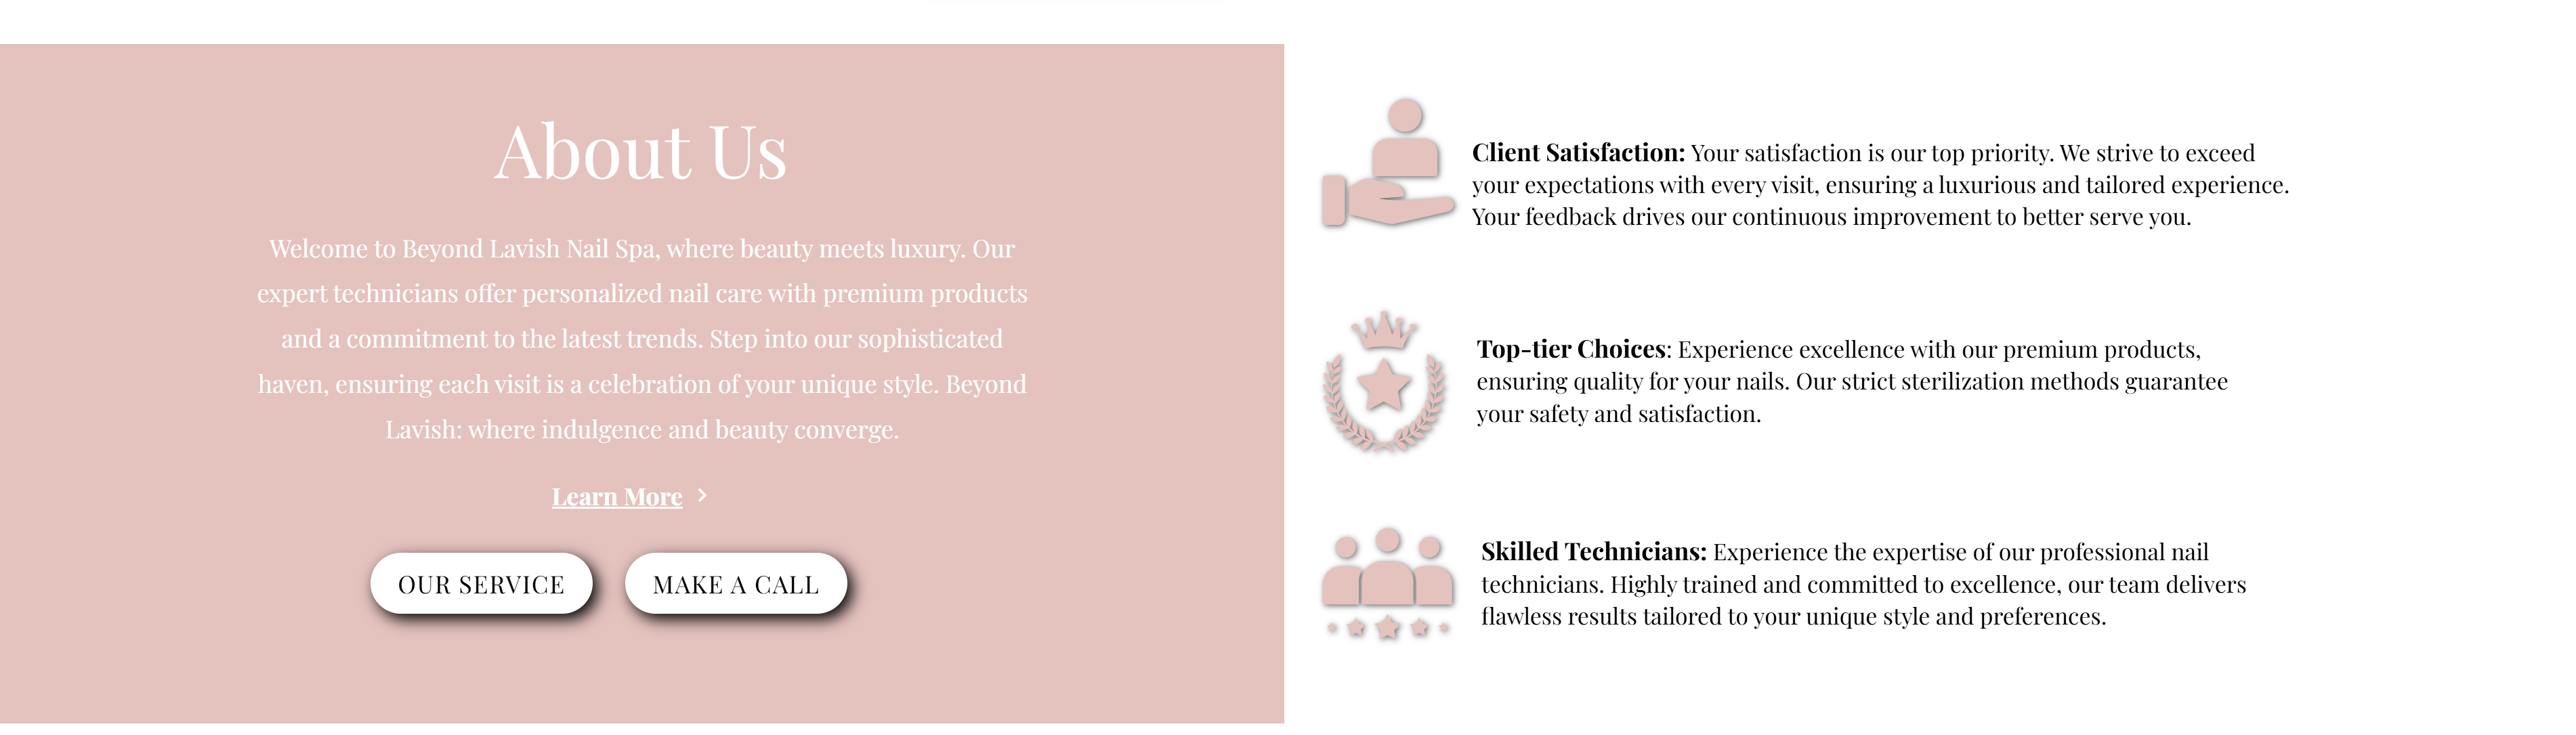 About Us
Welcome to Beyond Lavish Nail Spa, where beauty meets luxury. Our
expert technicians offer personalized nail care with premium products
and a commitment to the latest trends. Step into our sophisticated
haven, ensuring each visit is a celebration of your unique style. Beyond
Lavish: where indulgence and beauty converge.
Learn More
OUR SERVICE
MAKE A CALL
Client Satisfaction: Your satisfaction is our top priority. We strive to exceed
your expectations with every visit, ensuring a luxurious and tailored experience.
Your feedback drives our continuous improvement to better serve you.
Top-tier Choices: Experience excellence with our premium products,
ensuring quality for your nails. Our strict sterilization methods guarantee
your safety and satisfaction.
Skilled Technicians: Experience the expertise of our professional nail
technicians. Highly trained and committed to excellence, our team delivers
flawless results tailored to your unique style and preferences.